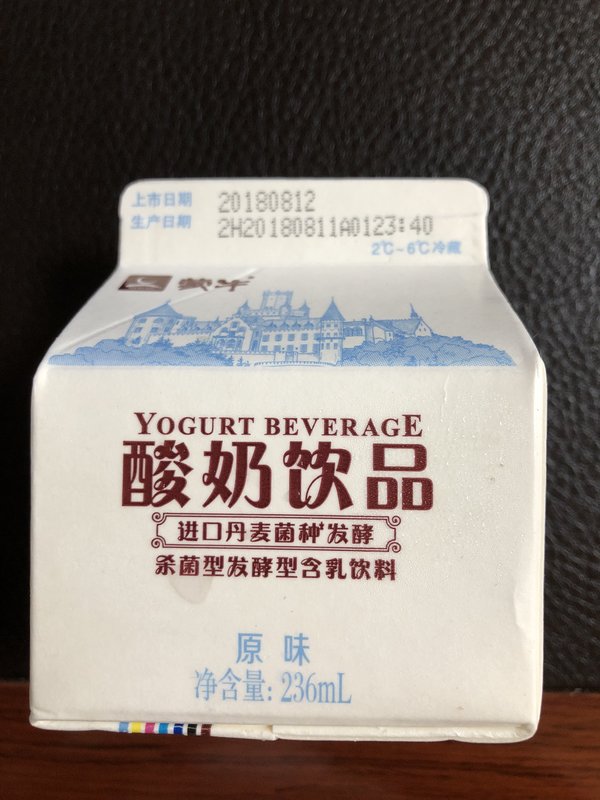 上市日期 20180812
生产日期 2H20180811A0123:40
2℃~6℃冷藏
蒙牛
YOGURT BEVERAGE
酸奶饮品
进口丹麦菌种发酵
杀菌型发酵型含乳饮料
原味
净含量: 236mL